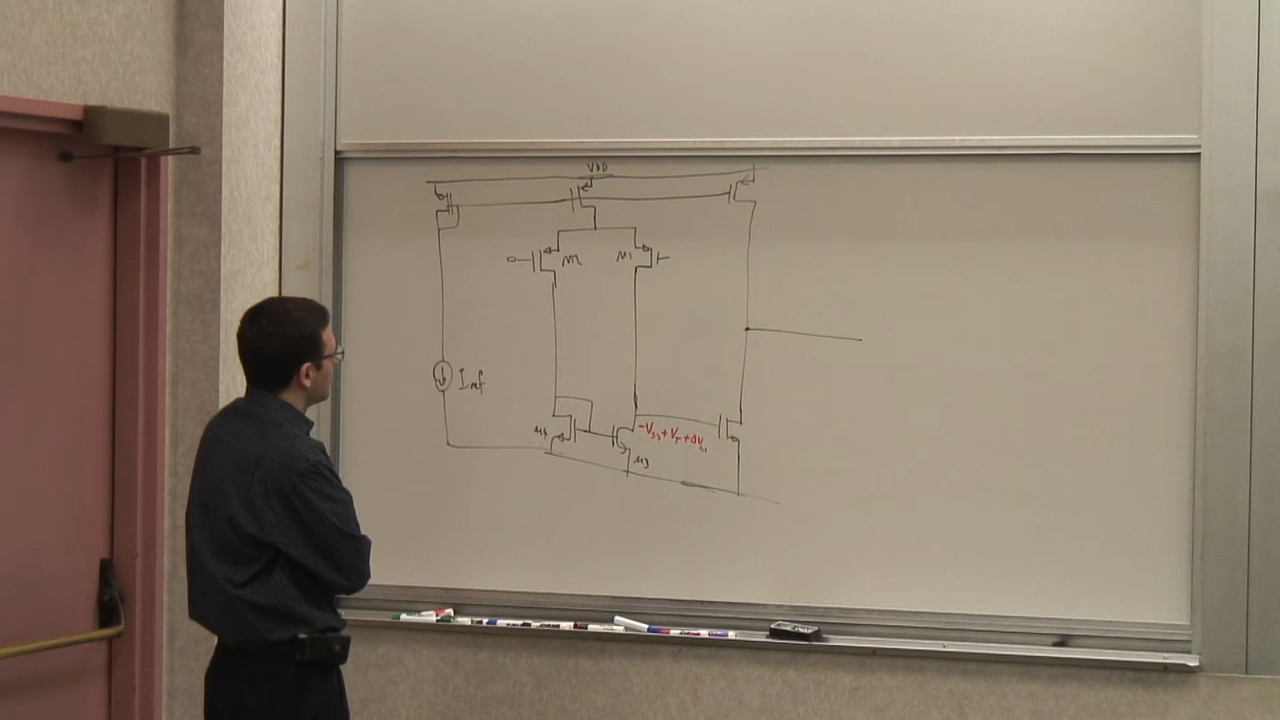 VDD
M2 M1
Iref
M4
-Vss+VT+ΔV
M3